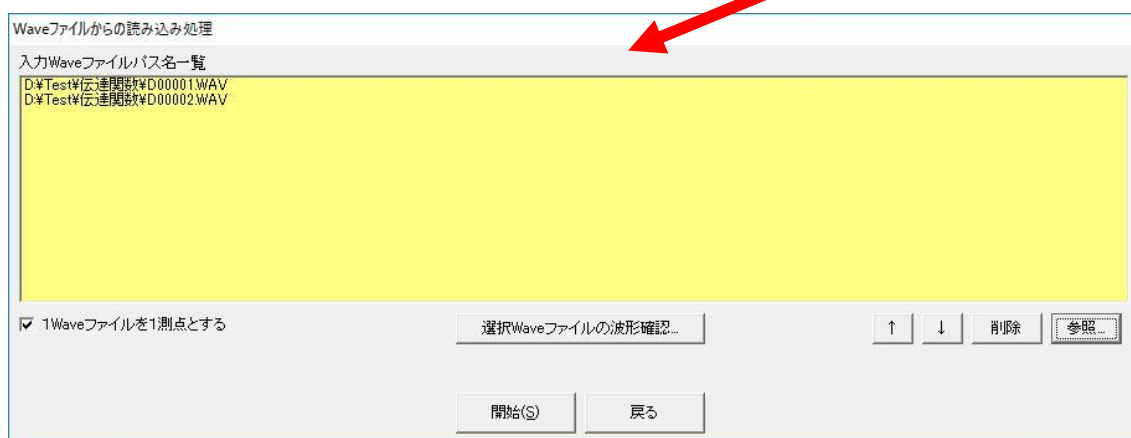 Waveファイルからの読み込み処理
入力Waveファイルパス名一覧
D:¥Test¥伝達関数¥D00001.WAV
D:¥Test¥伝達関数¥D00002.WAV
1Waveファイルを1測点とする
選択Waveファイルの波形確認...
↑ ↓ 削除 参照...
開始(S) 戻る